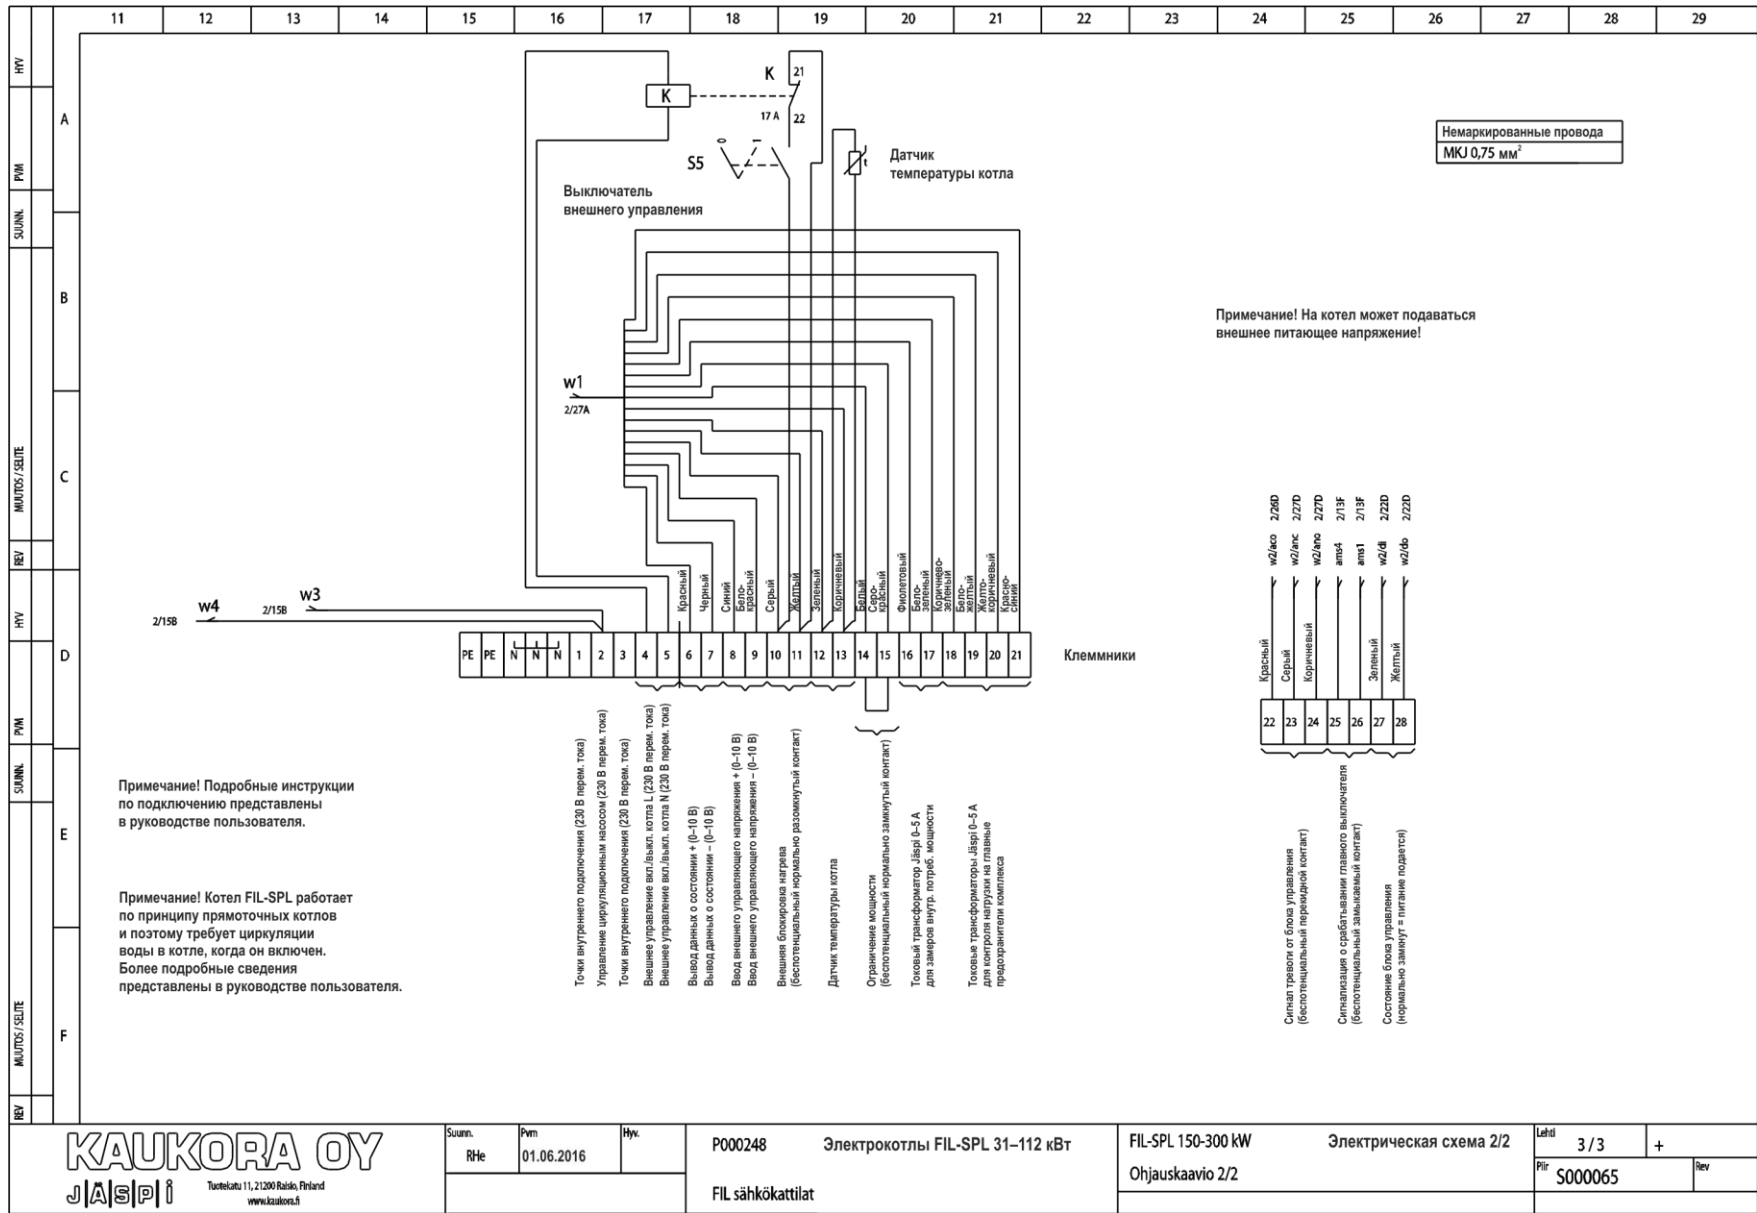 11 12 13 14 15 16 17 18 19 20 21 22 23 24 25 26 27 28 29
HYV
PVM
SUUNN.
MUUTOS / SELITE
REV
HYV
PVM
SUUNN.
MUUTOS / SELITE
REV
A
B
C
D
E
F
K
K
21
22
17 A
S5
0
1
Выключатель
внешнего управления
t
Датчик
температуры котла
Немаркированные провода
MKJ 0,75 мм²
Примечание! На котел может подаваться
внешнее питающее напряжение!
w1
2/27A
w4
2/15B
w3
2/15B
Красный
Черный
Синий
Бело-
красный
Серый
Желтый
Зеленый
Коричневый
Белый
Серо-
красный
Фиолетовый
Бело-
зеленый
Коричнево-
зеленый
Бело-
желтый
Желто-
коричневый
Красно-
синий
PE PE N N N 1 2 3 4 5 6 7 8 9 10 11 12 13 14 15 16 17 18 19 20 21
Клеммники
Точки внутреннего подключения (230 В перем. тока)
Управление циркуляционным насосом (230 В перем. тока)
Точки внутреннего подключения (230 В перем. тока)
Внешнее управление вкл./выкл. котла L (230 В перем. тока)
Внешнее управление вкл./выкл. котла N (230 В перем. тока)
Вывод данных о состоянии + (0–10 В)
Вывод данных о состоянии – (0–10 В)
Ввод внешнего управляющего напряжения + (0–10 В)
Ввод внешнего управляющего напряжения – (0–10 В)
Внешняя блокировка нагрева
(беспотенциальный нормально разомкнутый контакт)
Датчик температуры котла
Ограничение мощности
(беспотенциальный нормально замкнутый контакт)
Токовый трансформатор Jäspi 0–5 А
для замеров внутр. потреб. мощности
Токовые трансформаторы Jäspi 0–5 А
для контроля нагрузки на главные
предохранители комплекса
w2/aco 2/26D
w2/anc 2/27D
w2/ano 2/27D
ams4 2/13F
ams1 2/13F
w2/di 2/22D
w2/do 2/22D
Красный
Серый
Коричневый
Зеленый
Желтый
22 23 24 25 26 27 28
Сигнал тревоги от блока управления
(беспотенциальный перекидной контакт)
Сигнализация о срабатывании главного выключателя
(беспотенциальный замыкаемый контакт)
Состояние блока управления
(нормально замкнут = питание подается)
Примечание! Подробные инструкции
по подключению представлены
в руководстве пользователя.
Примечание! Котел FIL-SPL работает
по принципу прямоточных котлов
и поэтому требует циркуляции
воды в котле, когда он включен.
Более подробные сведения
представлены в руководстве пользователя.
KAUKORA OY
JÄSPI
Tuotekatu 11, 21200 Raisio, Finland
www.kaukora.fi
Suunn.
RHe
Pvm
01.06.2016
Hyv.
P000248 Электрокотлы FIL-SPL 31–112 кВт
FIL sähkökattilat
FIL-SPL 150-300 kW Электрическая схема 2/2
Ohjauskaavio 2/2
Lehti
3 / 3
+
Piir
S000065
Rev